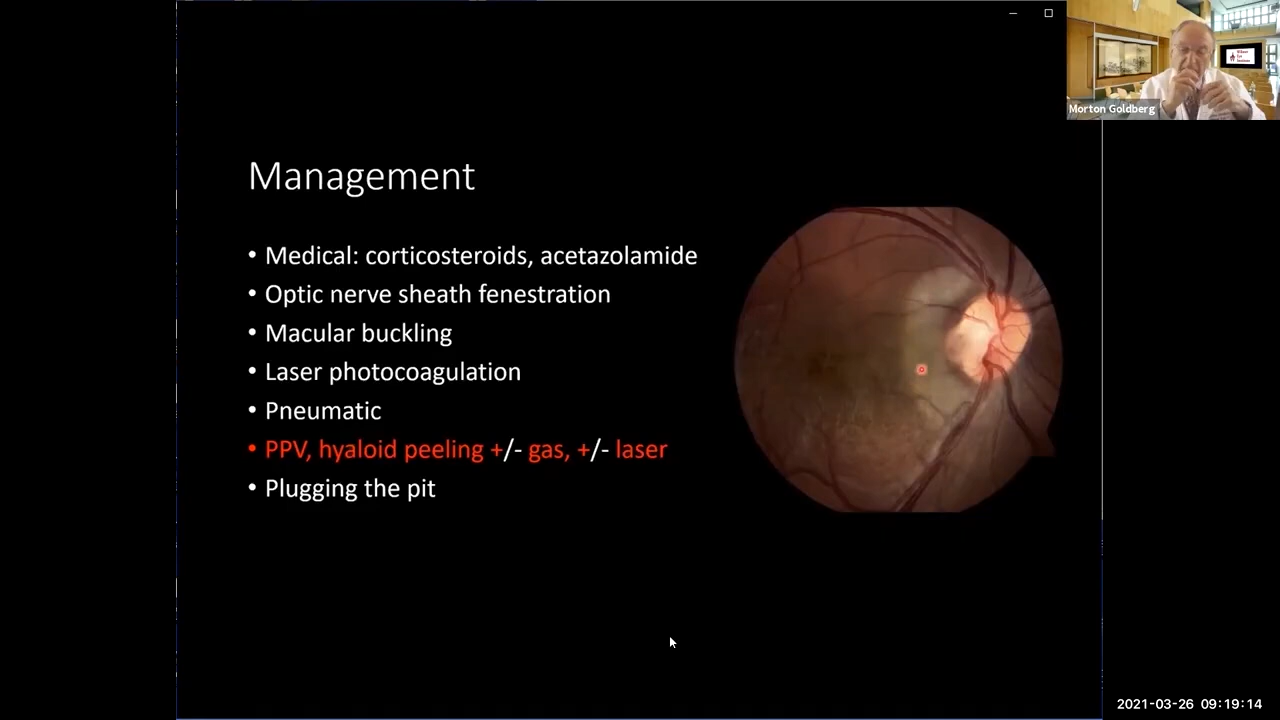 Morton Goldberg
Management
• Medical: corticosteroids, acetazolamide
• Optic nerve sheath fenestration
• Macular buckling
• Laser photocoagulation
• Pneumatic
• PPV, hyaloid peeling +/- gas, +/- laser
• Plugging the pit
2021-03-26 09:19:14